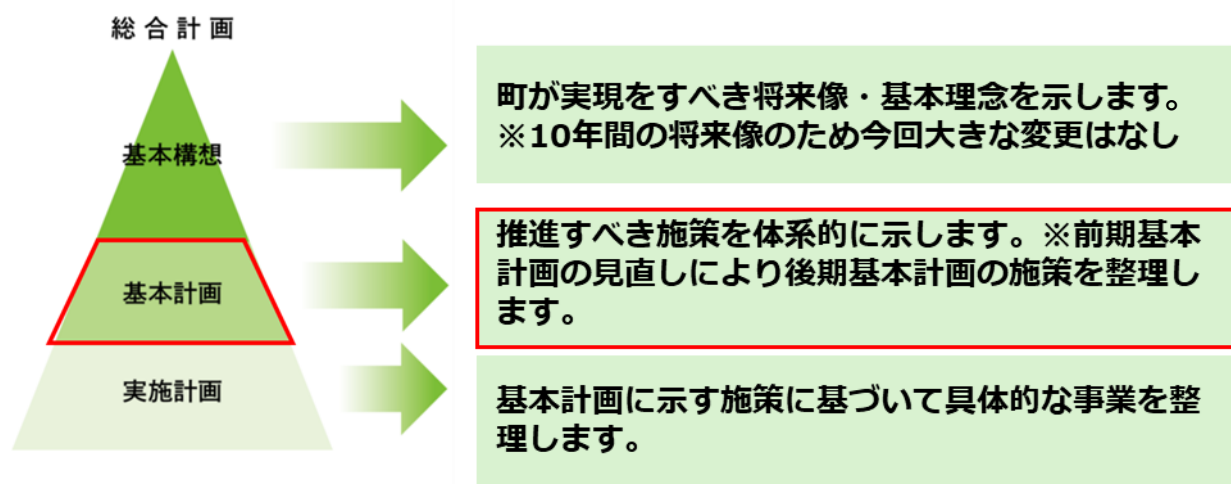 総合計画
基本構想
町が実現をすべき将来像・基本理念を示します。
※10年間の将来像のため今回大きな変更はなし
基本計画
推進すべき施策を体系的に示します。※前期基本
計画の見直しにより後期基本計画の施策を整理し
ます。
実施計画
基本計画に示す施策に基づいて具体的な事業を整
理します。